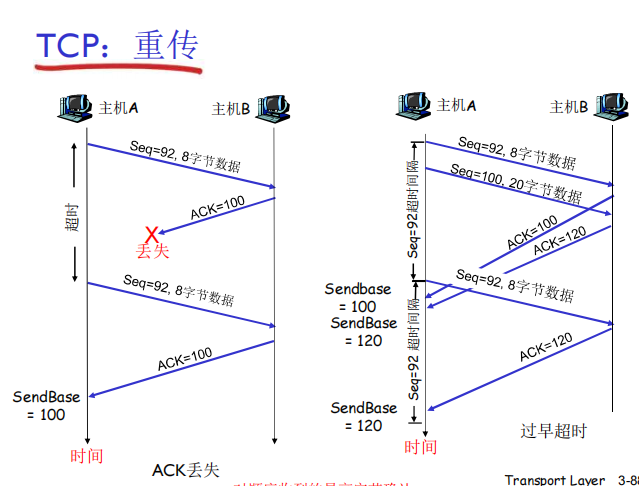 TCP：重传
主机A
主机B
Seq=92, 8字节数据
超时
ACK=100
X
丢失
Seq=92, 8字节数据
ACK=100
SendBase
= 100
时间
ACK丢失
主机A
主机B
Seq=92超时间隔
Seq=92, 8字节数据
Seq=100, 20字节数据
ACK=100
ACK=120
Seq=92, 8字节数据
Sendbase
= 100
SendBase
= 120
Seq=92 超时间隔
ACK=120
SendBase
= 120
时间
过早超时
Transport Layer